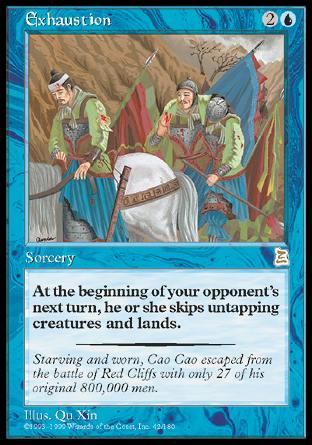 Exhaustion 2
Sorcery
At the beginning of your opponent's
next turn, he or she skips untapping
creatures and lands.
Starving and worn, Cao Cao escaped from
the battle of Red Cliffs with only 27 of his
original 800,000 men.
Illus. Qu Xin
©1993-1999 Wizards of the Coast, Inc. 42/180